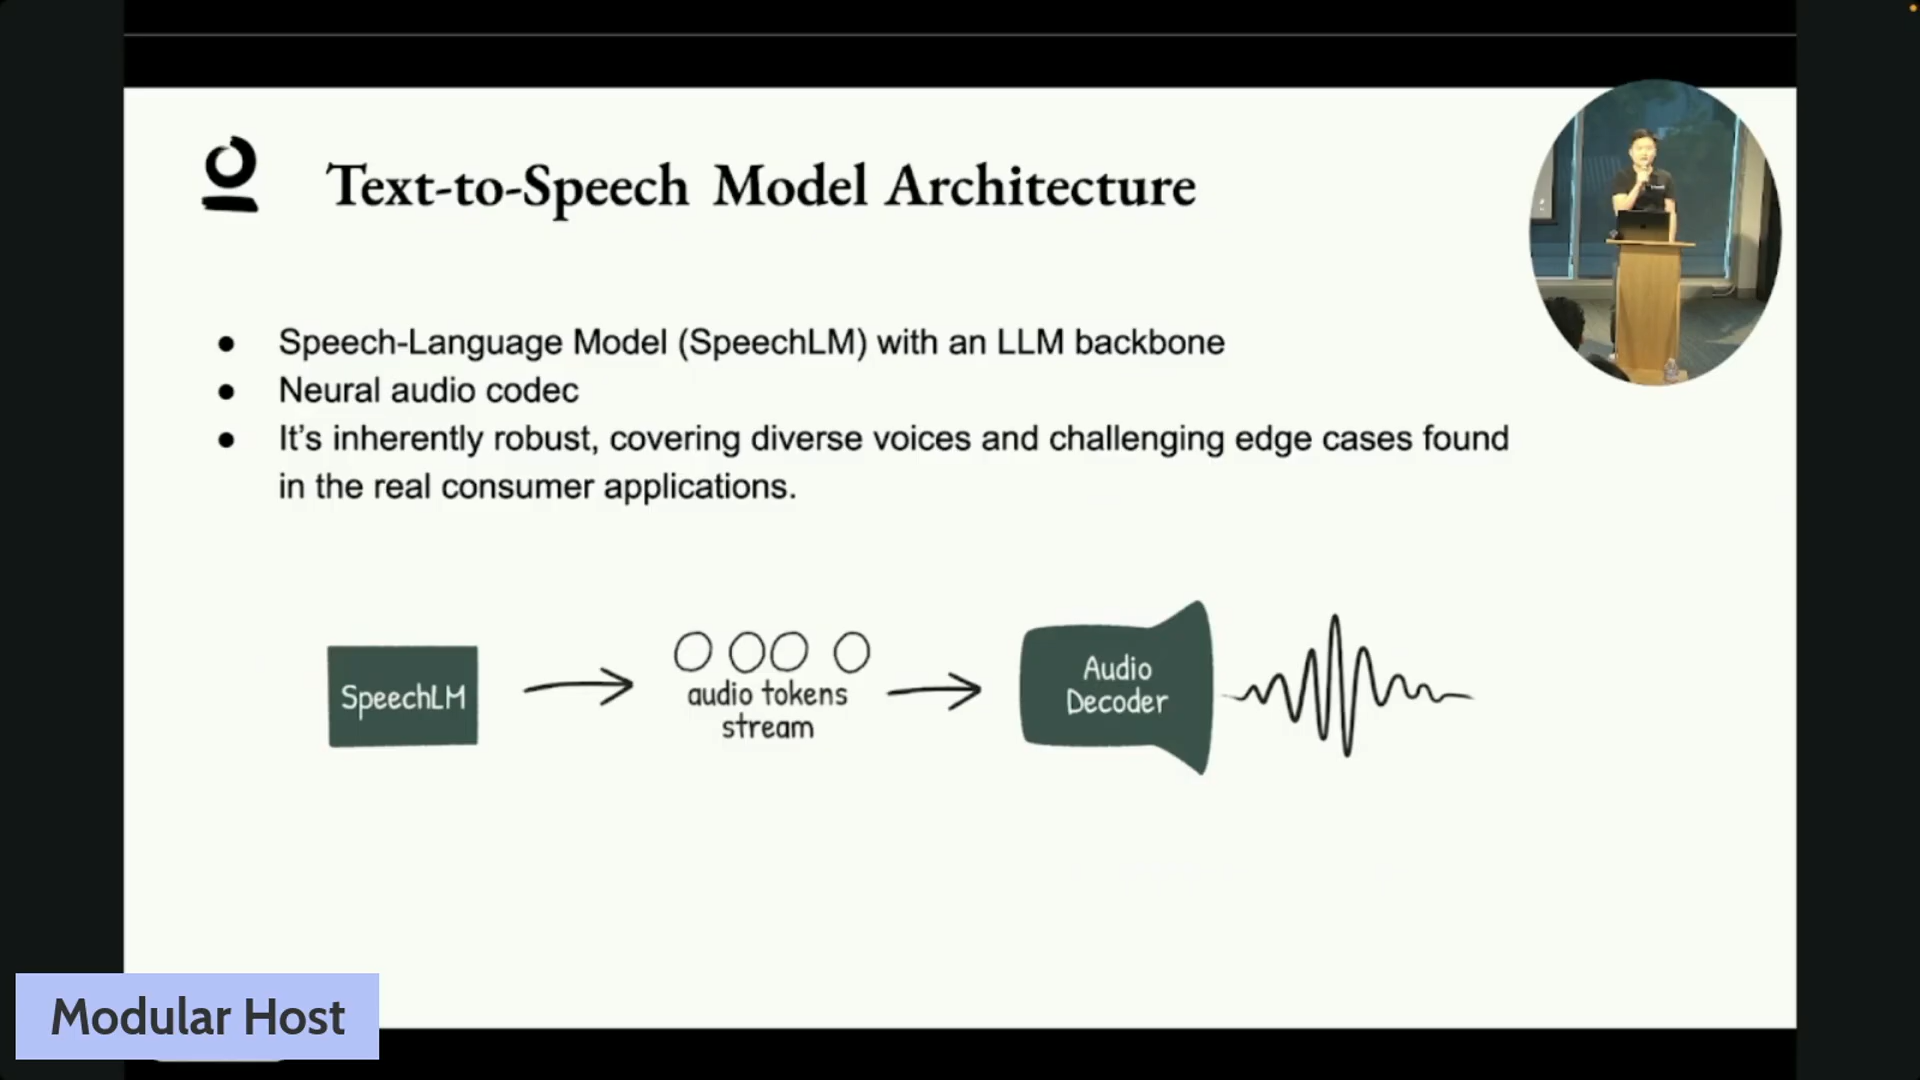 Text-to-Speech Model Architecture
● Speech-Language Model (SpeechLM) with an LLM backbone
● Neural audio codec
● It's inherently robust, covering diverse voices and challenging edge cases found
in the real consumer applications.
SpeechLM
audio tokens
stream
Audio
Decoder
Modular Host